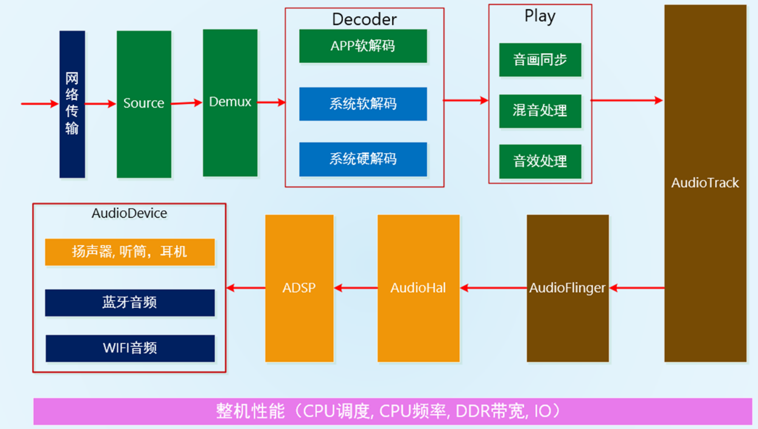 网络传输
Source
Demux
Decoder
APP软解码
系统软解码
系统硬解码
Play
音画同步
混音处理
音效处理
AudioTrack
AudioFlinger
AudioHal
ADSP
AudioDevice
扬声器, 听筒，耳机
蓝牙音频
WIFI音频
整机性能（CPU调度, CPU频率, DDR带宽, IO）